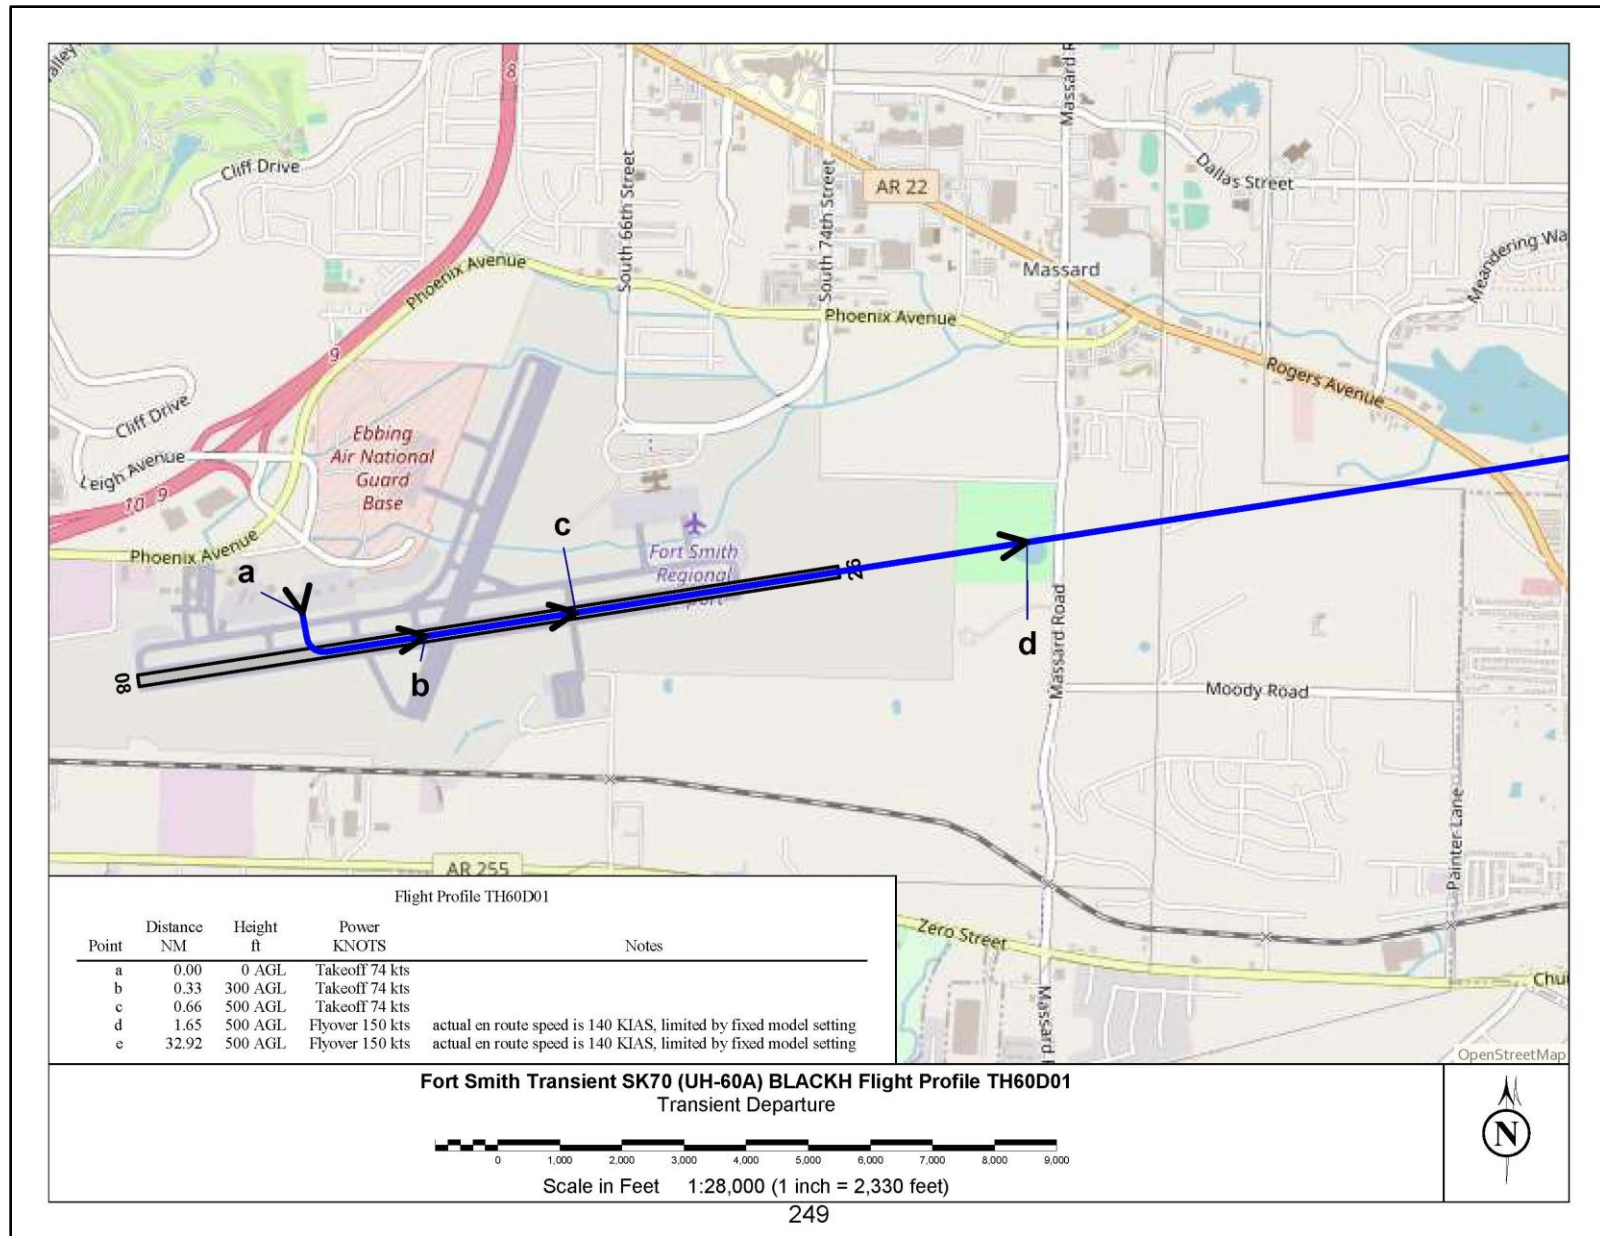 8
Cliff Drive
South 66th Street
South 74th Street
Massard R
AR 22
Dallas Street
Meandering Wa
Phoenix Avenue
Massard
Phoenix Avenue
9
Rogers Avenue
Cliff Drive
Ebbing
Air National
Guard
Base
Leigh Avenue
10 9
c
Phoenix Avenue
Fort Smith
Regional
a
26
d
Massard Road
b
08
Moody Road
Painter Lane
AR 255
Zero Street
Chu
Massard R
Flight Profile TH60D01
Point Distance NM Height ft Power KNOTS Notes
a 0.00 0 AGL Takeoff 74 kts
b 0.33 300 AGL Takeoff 74 kts
c 0.66 500 AGL Takeoff 74 kts
d 1.65 500 AGL Flyover 150 kts actual en route speed is 140 KIAS, limited by fixed model setting
e 32.92 500 AGL Flyover 150 kts actual en route speed is 140 KIAS, limited by fixed model setting
OpenStreetMap
Fort Smith Transient SK70 (UH-60A) BLACKH Flight Profile TH60D01
Transient Departure
N
0 1,000 2,000 3,000 4,000 5,000 6,000 7,000 8,000 9,000
Scale in Feet 1:28,000 (1 inch = 2,330 feet)
249